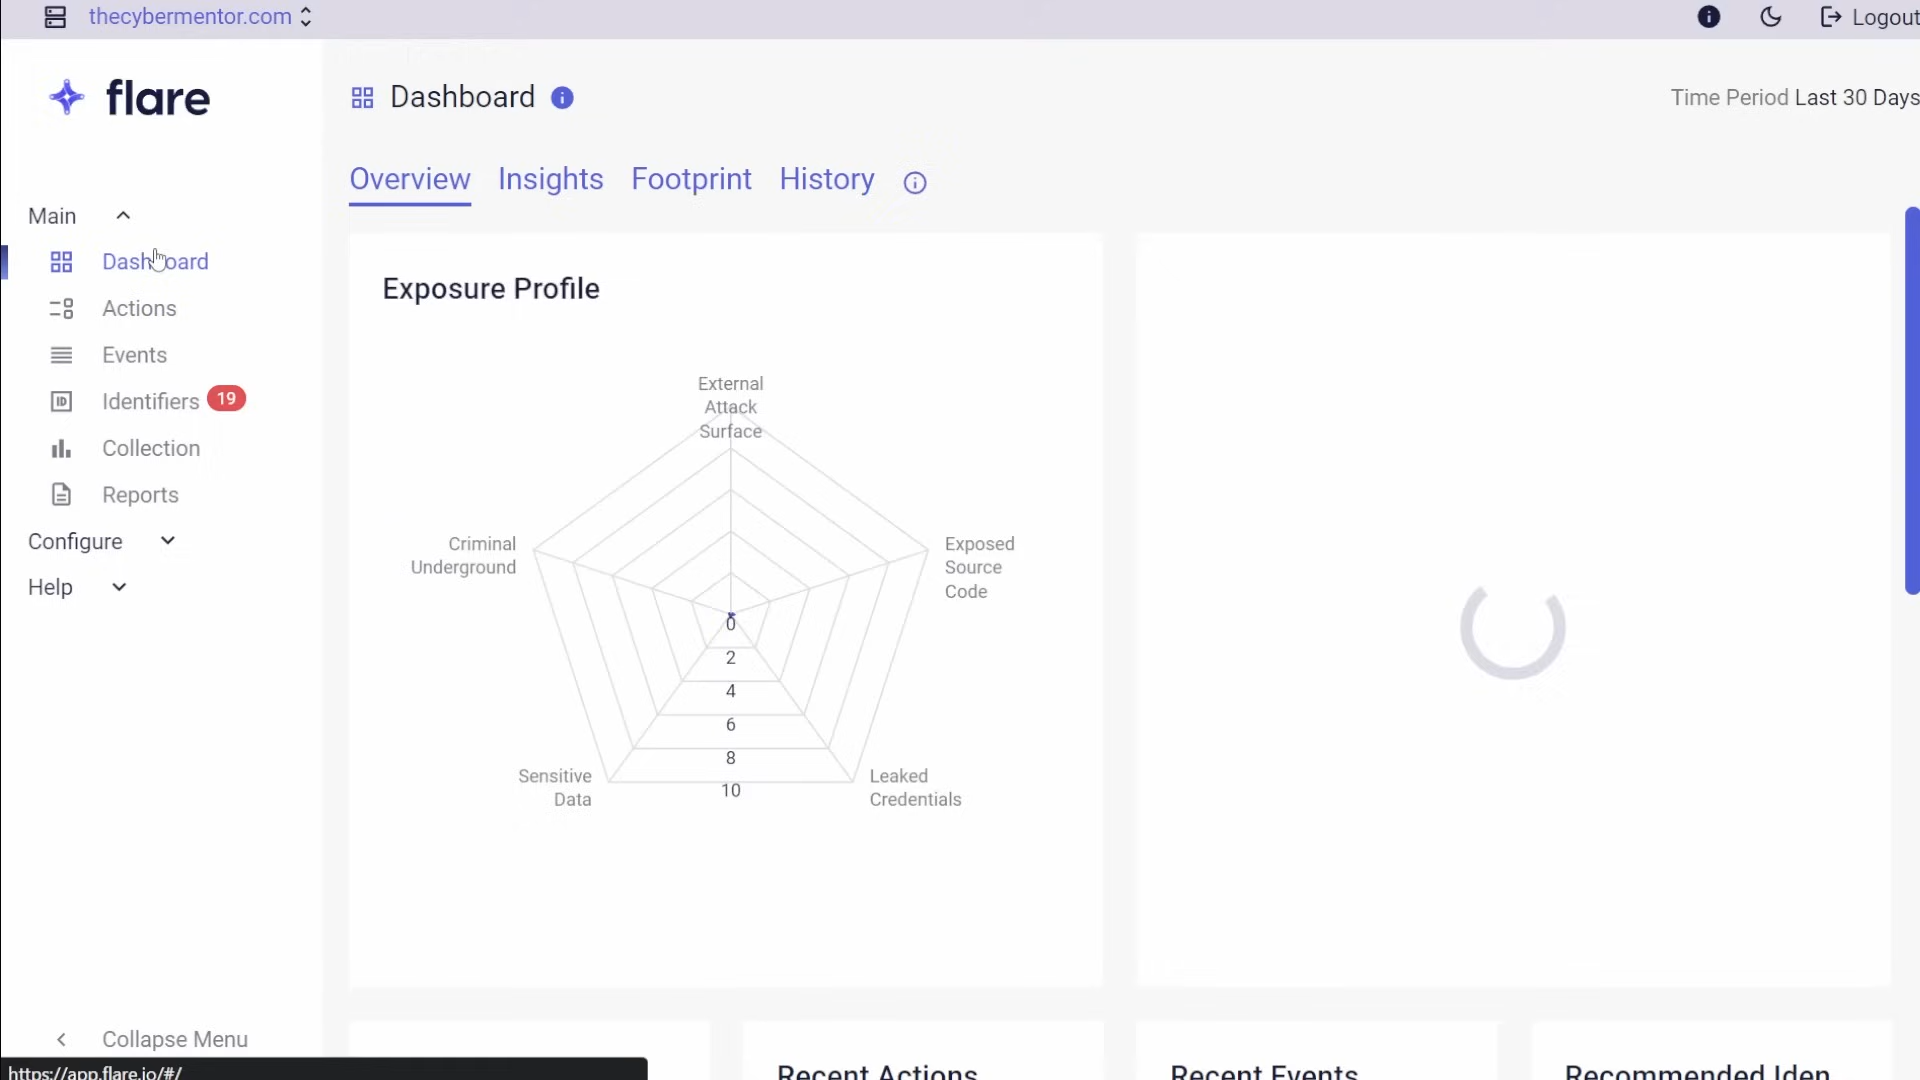 thecybermentor.com
Logout
flare
Dashboard
Time Period Last 30 Days
Overview
Insights
Footprint
History
Main
Dashboard
Actions
Events
Identifiers 19
Collection
Reports
Configure
Help
Collapse Menu
Exposure Profile
External
Attack
Surface
Criminal
Underground
Exposed
Source
Code
0
2
4
6
8
10
Sensitive
Data
Leaked
Credentials
Recent Actions
Recent Events
Recommended Iden
https://app.flare.io/#/